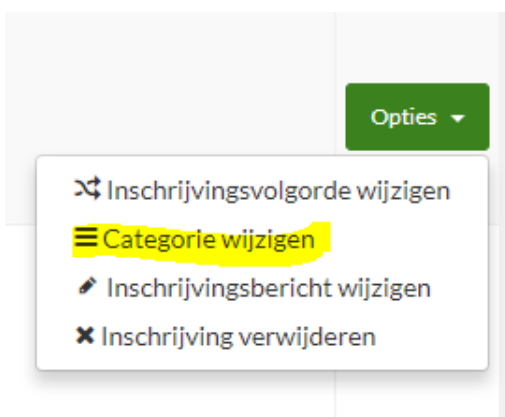 Opties
Inschrijvingsvolgorde wijzigen
Categorie wijzigen
Inschrijvingsbericht wijzigen
Inschrijving verwijderen